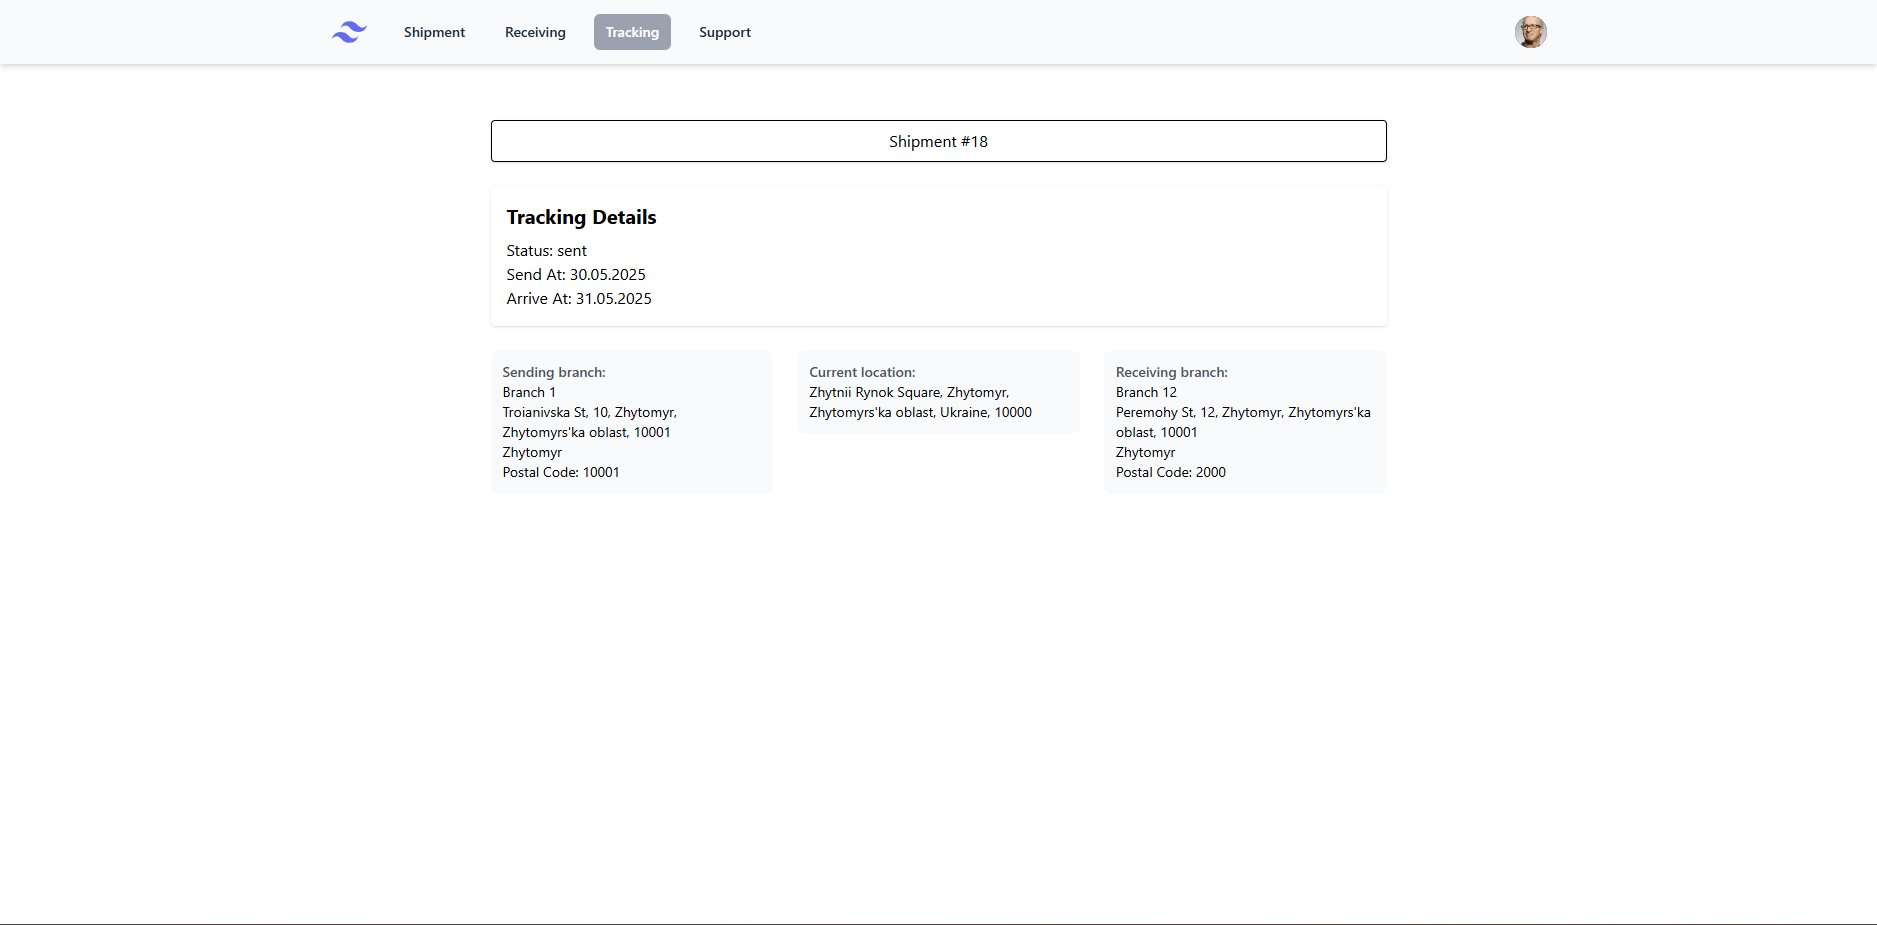 Shipment
Receiving
Tracking
Support
Shipment #18
Tracking Details
Status: sent
Send At: 30.05.2025
Arrive At: 31.05.2025
Sending branch:
Branch 1
Troianivska St, 10, Zhytomyr,
Zhytomyrs'ka oblast, 10001
Zhytomyr
Postal Code: 10001
Current location:
Zhytnii Rynok Square, Zhytomyr,
Zhytomyrs'ka oblast, Ukraine, 10000
Receiving branch:
Branch 12
Peremohy St, 12, Zhytomyr, Zhytomyrs'ka
oblast, 10001
Zhytomyr
Postal Code: 2000